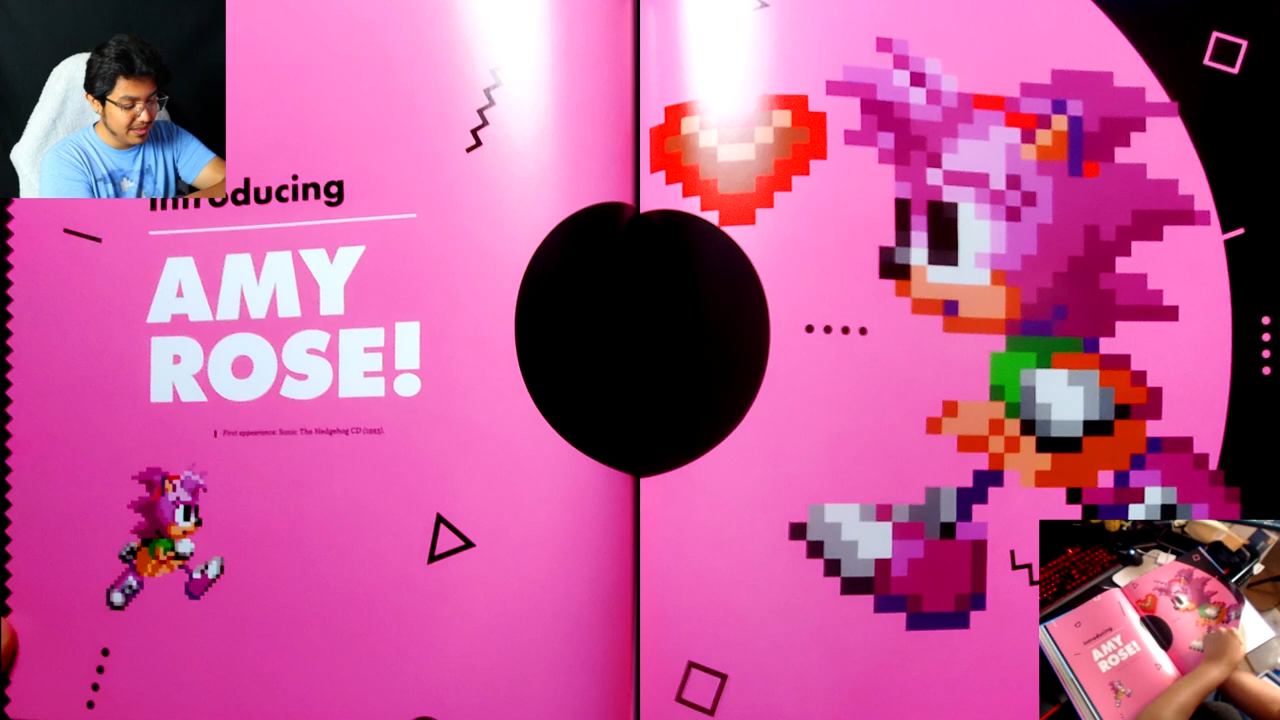 Introducing
AMY
ROSE!
First appearance: Sonic The Hedgehog CD (1993).
Introducing
AMY
ROSE!